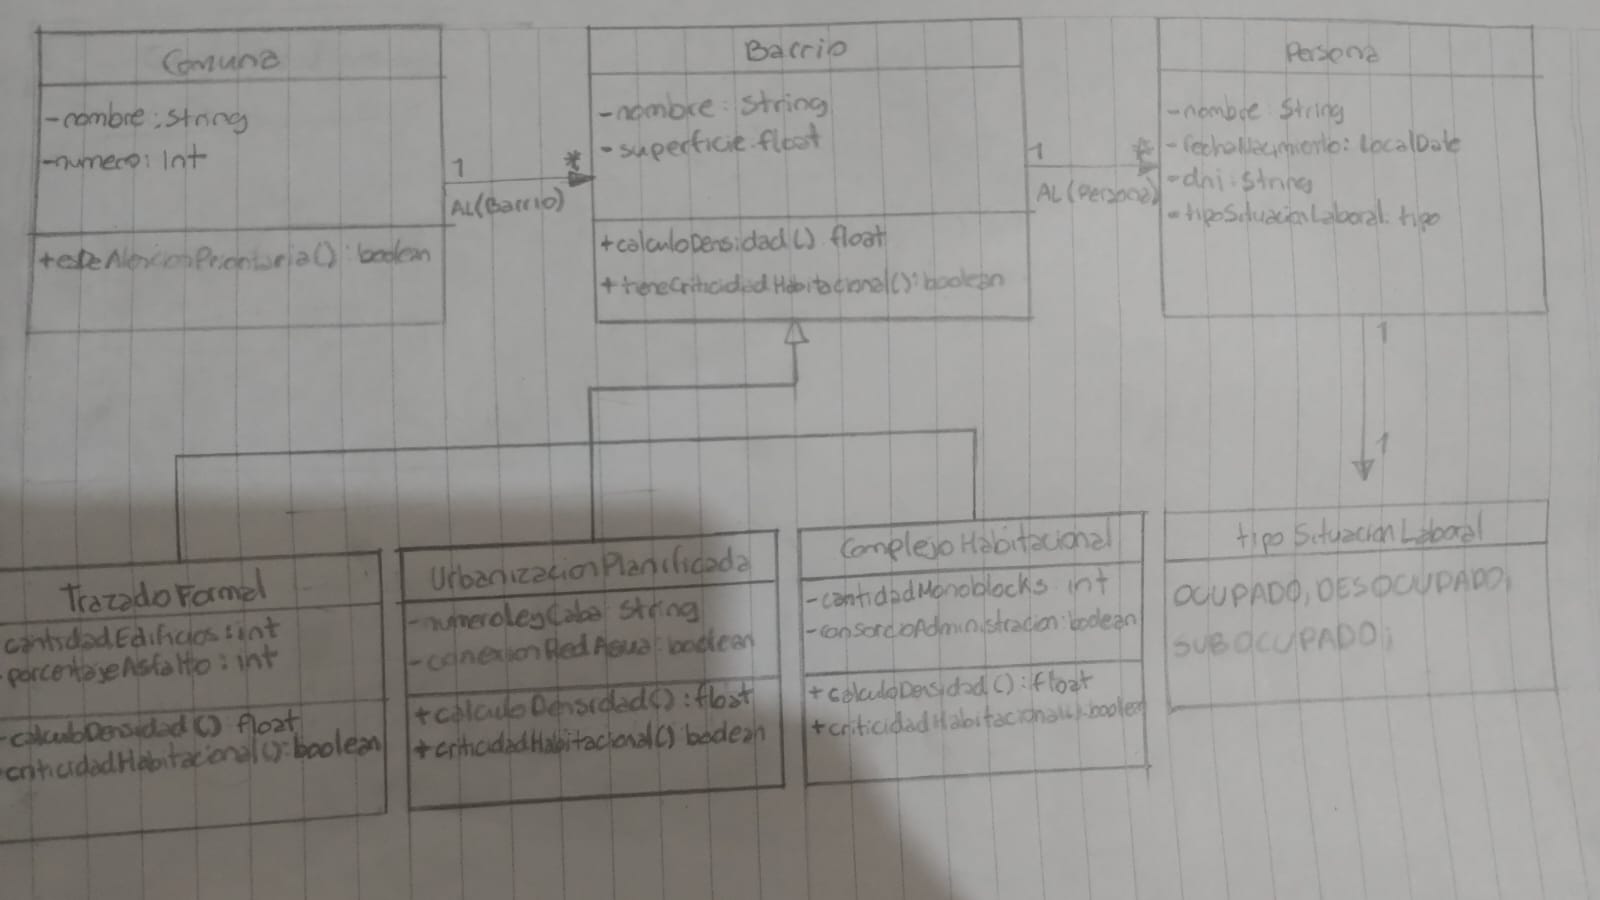 Comuna
-nombre: String
-numero: Int
+esDeAtencionPrioritaria(): boolean
1
*
AL(Barrio)
Barrio
-nombre: String
-superficie.float
+calculoDensidad() float
+tieneCriticidadHabitacional():boolean
1
*
AL(Persona)
Persona
-nombre: String
-fechaNacimiento: LocalDate
-dni: String
-tipoSituacionLaboral: tipo
1
1
TrazadoFormal
cantidadEdificios: int
porcentajeAsfalto: int
-calculoDensidad() float
criticidadHabitacional(): boolean
UrbanizacionPlanificada
-numeroleyCaba String
-conexionRedAgua: boolean
+calculoDensidad(): float
+criticidadHabitacional() boolean
ComplejoHabitacional
-cantidadMonoblocks int
-consorcioAdministracion: boolean
+calculoDensidad(): float
+criticidadHabitacional(): boolean
tipoSituacionLaboral
OCUPADO, DESOCUPADO,
SUBOCUPADO;